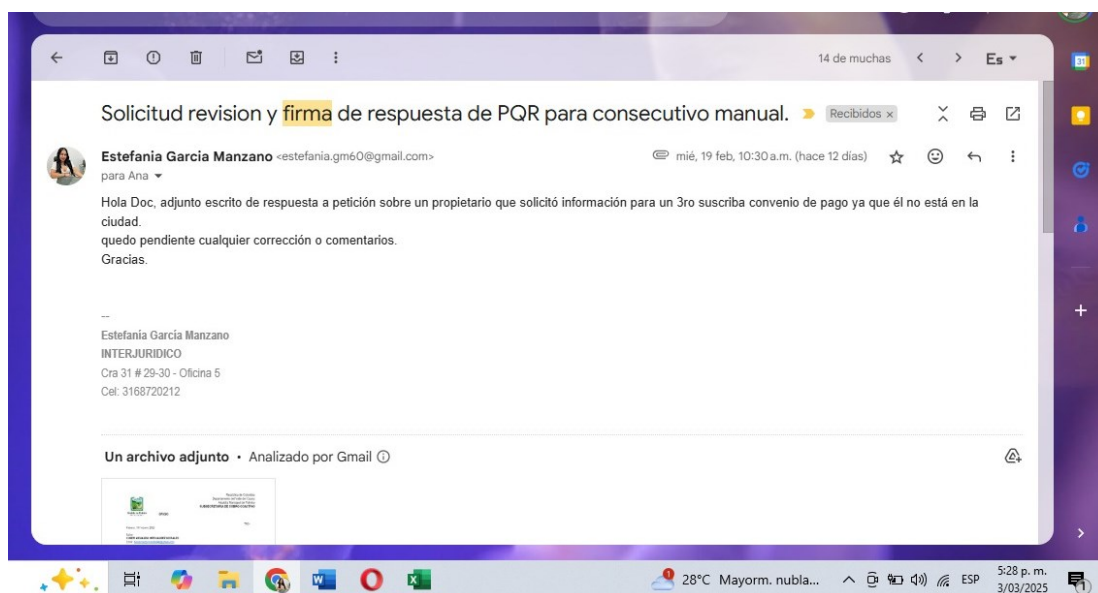 14 de muchas
Es
31
Solicitud revision y firma de respuesta de PQR para consecutivo manual.
Recibidos x
Estefania Garcia Manzano <estefania.gm60@gmail.com>
mié, 19 feb, 10:30 a.m. (hace 12 días)
para Ana
Hola Doc, adjunto escrito de respuesta a petición sobre un propietario que solicitó información para un 3ro suscriba convenio de pago ya que él no está en la
ciudad.
quedo pendiente cualquier corrección o comentarios.
Gracias.
--
Estefanía García Manzano
INTERJURIDICO
Cra 31 # 29-30 - Oficina 5
Cel: 3168720212
Un archivo adjunto • Analizado por Gmail
28°C Mayorm. nubla...
ESP
5:28 p. m.
3/03/2025